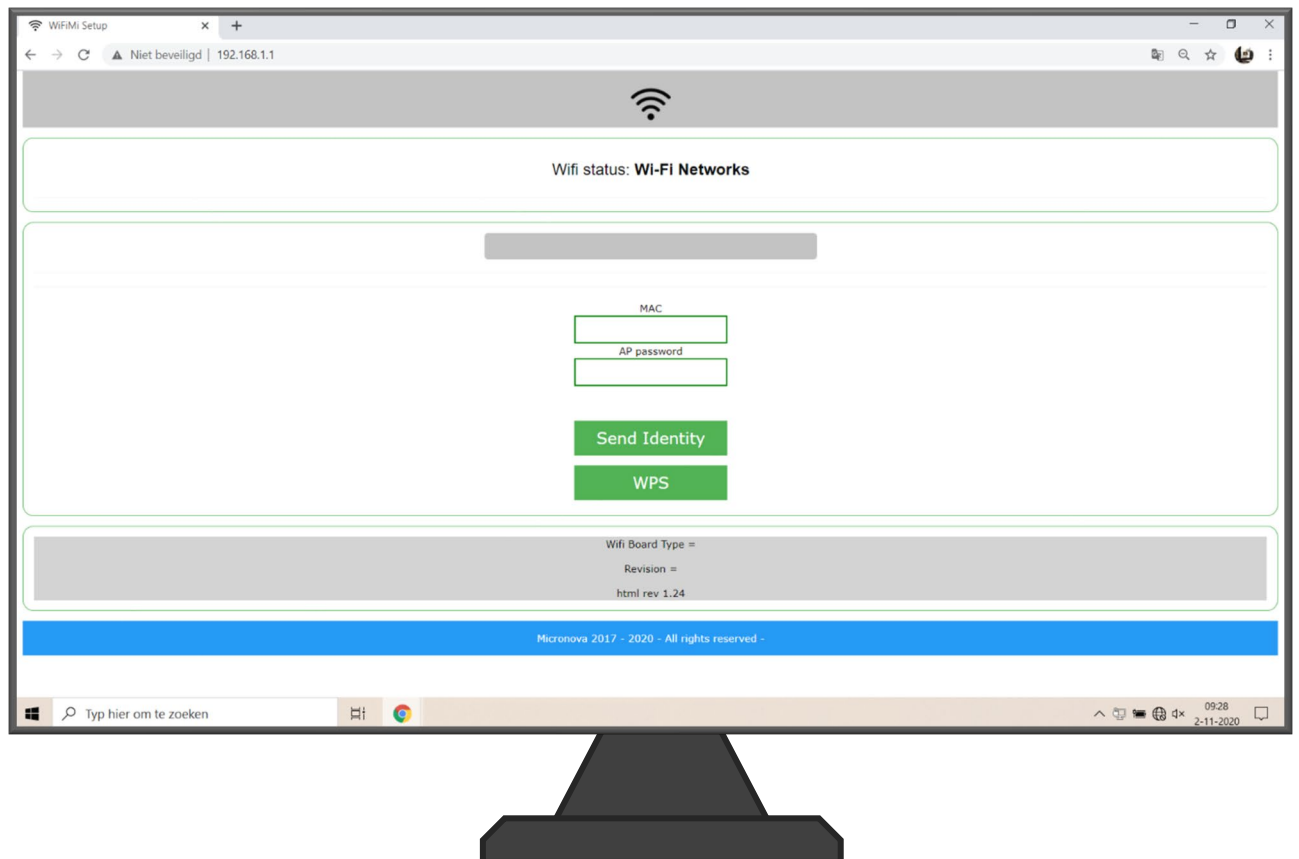 WiFiMi Setup
Niet beveiligd | 192.168.1.1
Wifi status: Wi-Fi Networks
MAC
AP password
Send Identity
WPS
Wifi Board Type =
Revision =
html rev 1.24
Micronova 2017 - 2020 - All rights reserved -
Typ hier om te zoeken
09:28
2-11-2020